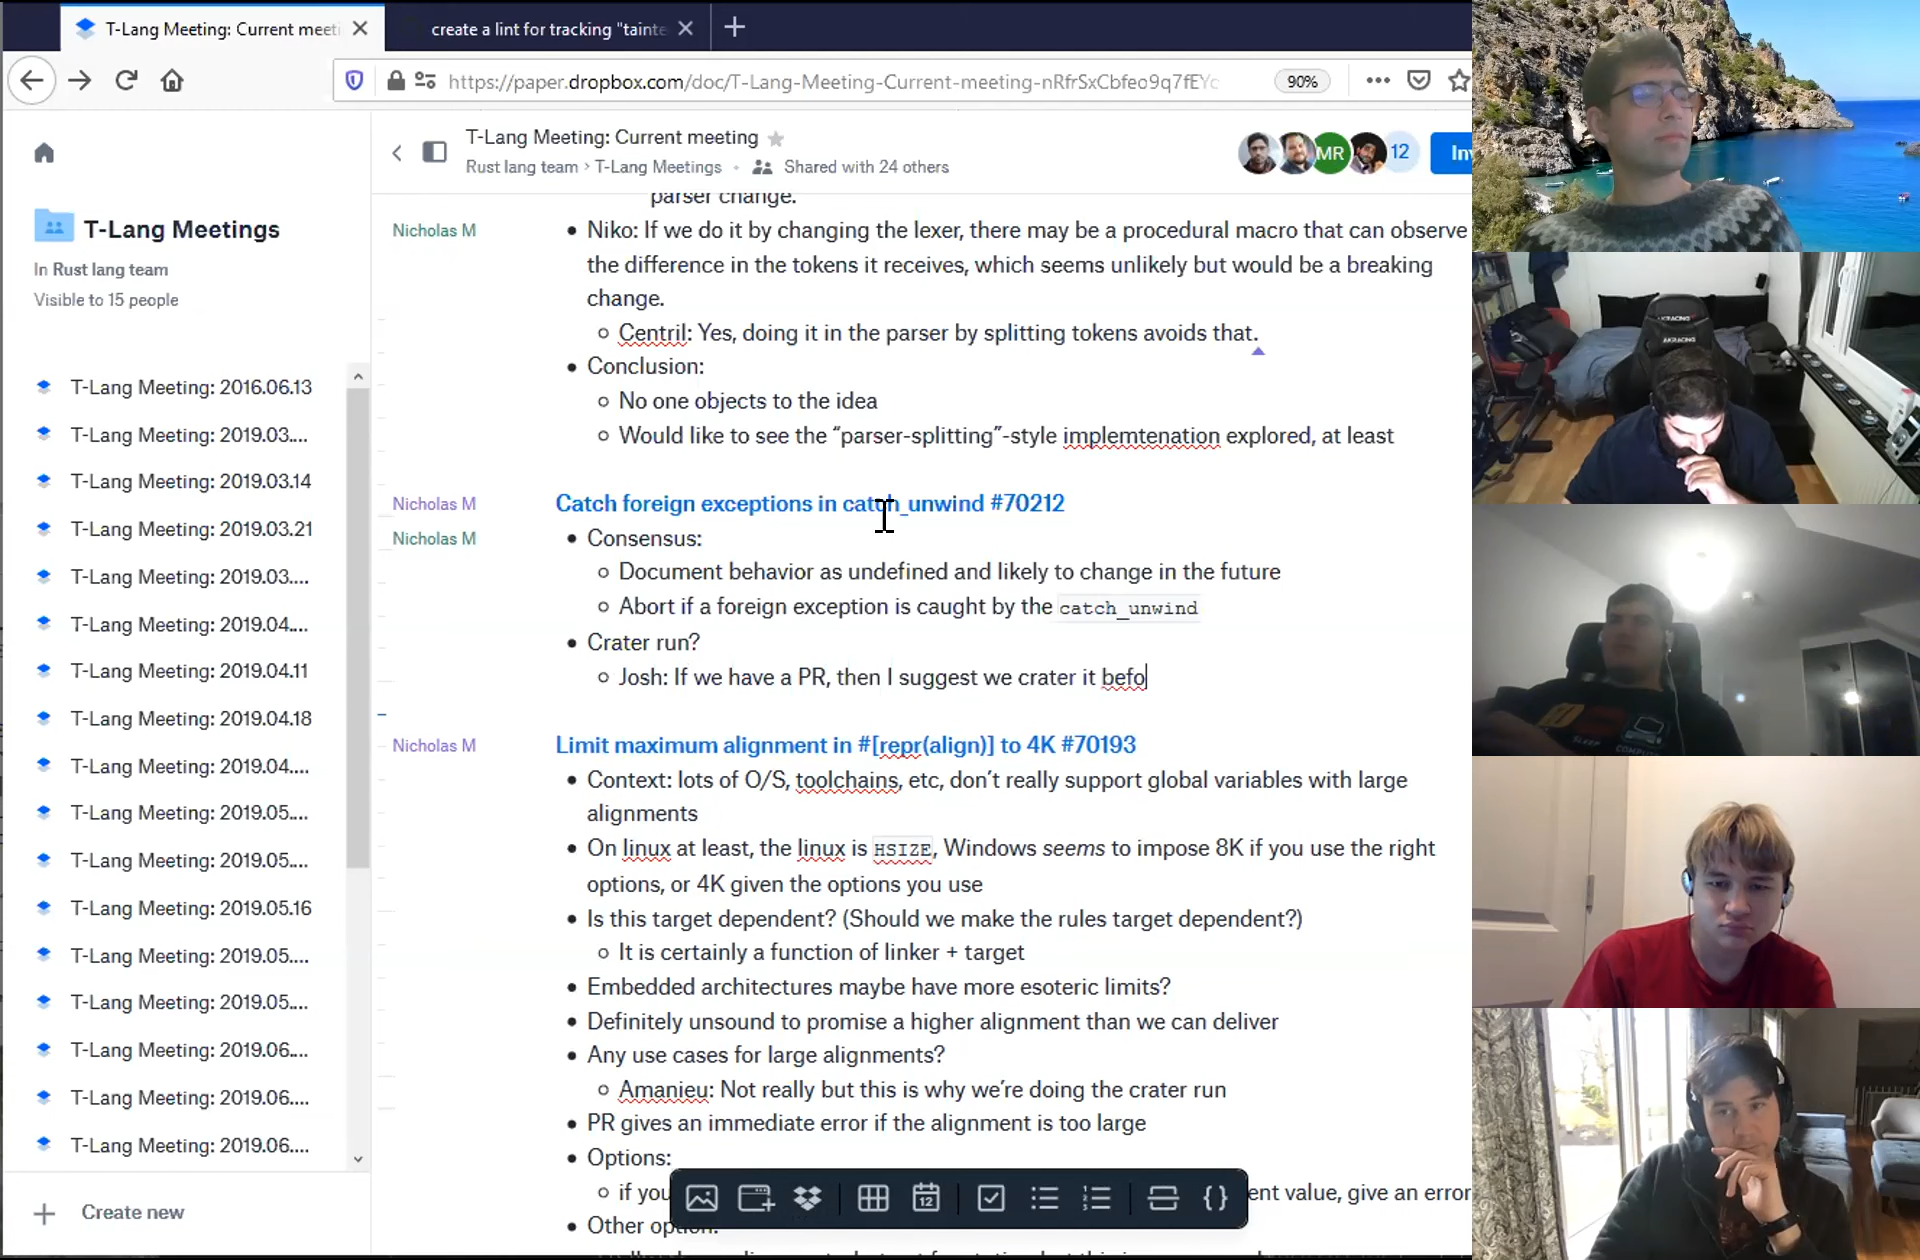 T-Lang Meeting: Current meeti
create a lint for tracking "tainte
https://paper.dropbox.com/doc/T-Lang-Meeting-Current-meeting-nRfrSxCbfeo9q7fEYc
90%
T-Lang Meeting: Current meeting
Rust lang team › T-Lang Meetings • Shared with 24 others
MR
12
Inv
T-Lang Meetings
In Rust lang team
Visible to 15 people
T-Lang Meeting: 2016.06.13
T-Lang Meeting: 2019.03....
T-Lang Meeting: 2019.03.14
T-Lang Meeting: 2019.03.21
T-Lang Meeting: 2019.03....
T-Lang Meeting: 2019.04....
T-Lang Meeting: 2019.04.11
T-Lang Meeting: 2019.04.18
T-Lang Meeting: 2019.04....
T-Lang Meeting: 2019.05....
T-Lang Meeting: 2019.05....
T-Lang Meeting: 2019.05.16
T-Lang Meeting: 2019.05....
T-Lang Meeting: 2019.05....
T-Lang Meeting: 2019.06....
T-Lang Meeting: 2019.06....
T-Lang Meeting: 2019.06....
Create new
parser change.
Nicholas M
Niko: If we do it by changing the lexer, there may be a procedural macro that can observe
the difference in the tokens it receives, which seems unlikely but would be a breaking
change.
Centril: Yes, doing it in the parser by splitting tokens avoids that.
Conclusion:
No one objects to the idea
Would like to see the “parser-splitting”-style implemtenation explored, at least
Nicholas M
Catch foreign exceptions in catch_unwind #70212
Nicholas M
Consensus:
Document behavior as undefined and likely to change in the future
Abort if a foreign exception is caught by the catch_unwind
Crater run?
Josh: If we have a PR, then I suggest we crater it befo
Nicholas M
Limit maximum alignment in #[repr(align)] to 4K #70193
Context: lots of O/S, toolchains, etc, don’t really support global variables with large
alignments
On linux at least, the linux is HSIZE, Windows seems to impose 8K if you use the right
options, or 4K given the options you use
Is this target dependent? (Should we make the rules target dependent?)
It is certainly a function of linker + target
Embedded architectures maybe have more esoteric limits?
Definitely unsound to promise a higher alignment than we can deliver
Any use cases for large alignments?
Amanieu: Not really but this is why we’re doing the crater run
PR gives an immediate error if the alignment is too large
Options:
if you
ent value, give an error
Other option:
12
AKRACING
AKRACING
SLEEP